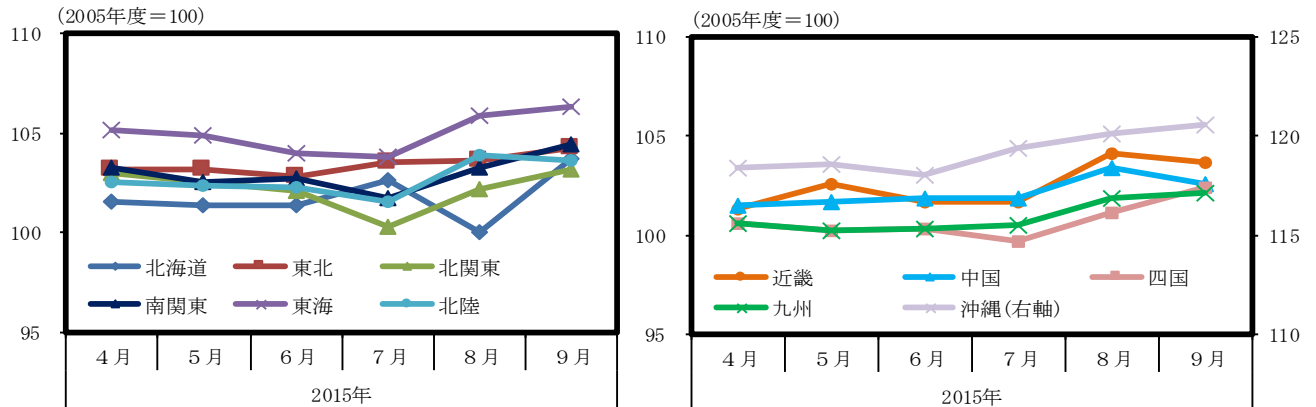 (2005年度＝100)
110
105
100
95
北海道 東北 北関東
南関東 東海 北陸
４月 ５月 ６月 ７月 ８月 ９月
2015年
(2005年度＝100)
110 125
105 120
100 115
95 110
近畿 中国 四国
九州 沖縄(右軸)
４月 ５月 ６月 ７月 ８月 ９月
2015年